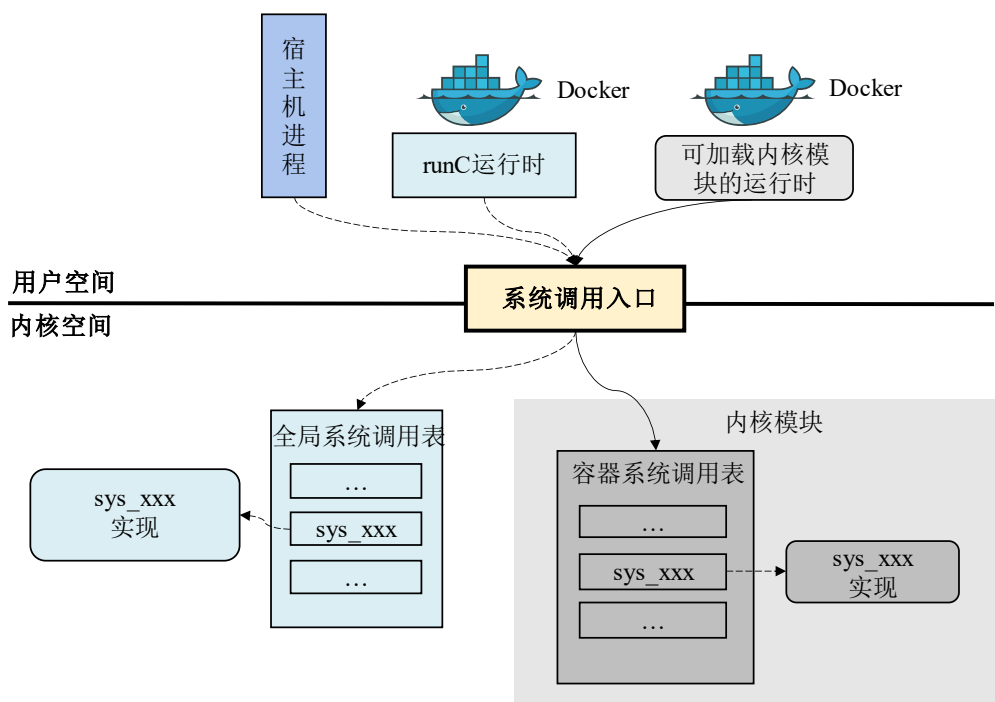 宿
主
机
进
程
Docker
runC运行时
Docker
可加载内核模
块的运行时
用户空间
内核空间
系统调用入口
全局系统调用表
…
sys_xxx
…
sys_xxx
实现
内核模块
容器系统调用表
…
sys_xxx
…
sys_xxx
实现